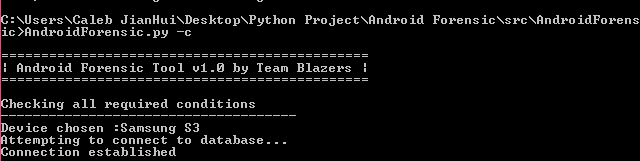 C:\Users\Caleb JianHui\Desktop\Python Project\Android Forensic\src\AndroidForens
ic>AndroidForensic.py -c
==============================================
¦ Android Forensic Tool v1.0 by Team Blazers ¦
==============================================
Checking all required conditions
-------------------------------------
Device chosen :Samsung S3
Attempting to connect to database...
Connection established